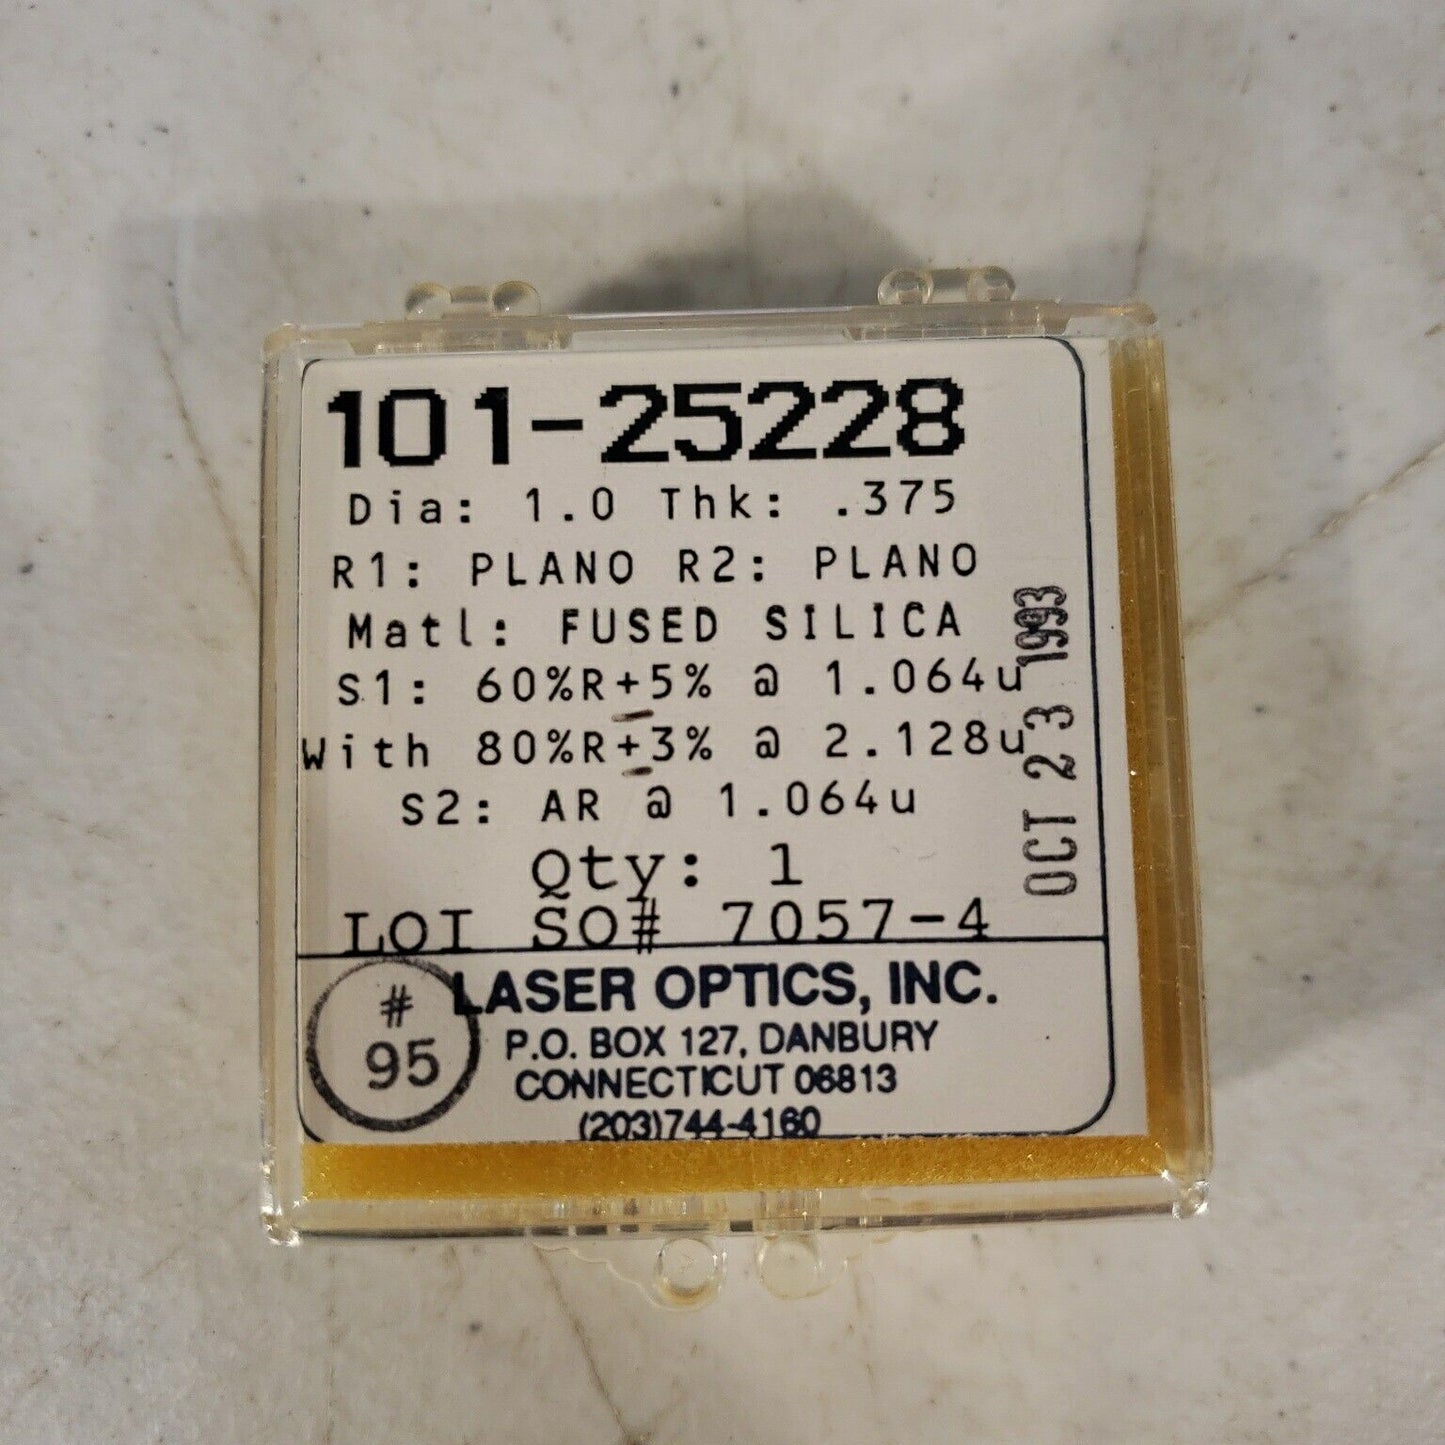 101-25228
Dia: 1.0 Thk: .375
R1: PLANO R2: PLANO
Matl: FUSED SILICA
S1: 60%R±5% @ 1.064u
With 80%R±3% @ 2.128u
S2: AR @ 1.064u
Qty: 1
LOI SO# 7057-4
OCT 23 1993
# 95
LASER OPTICS, INC.
P.O. BOX 127, DANBURY
CONNECTICUT 06813
(203)744-4160